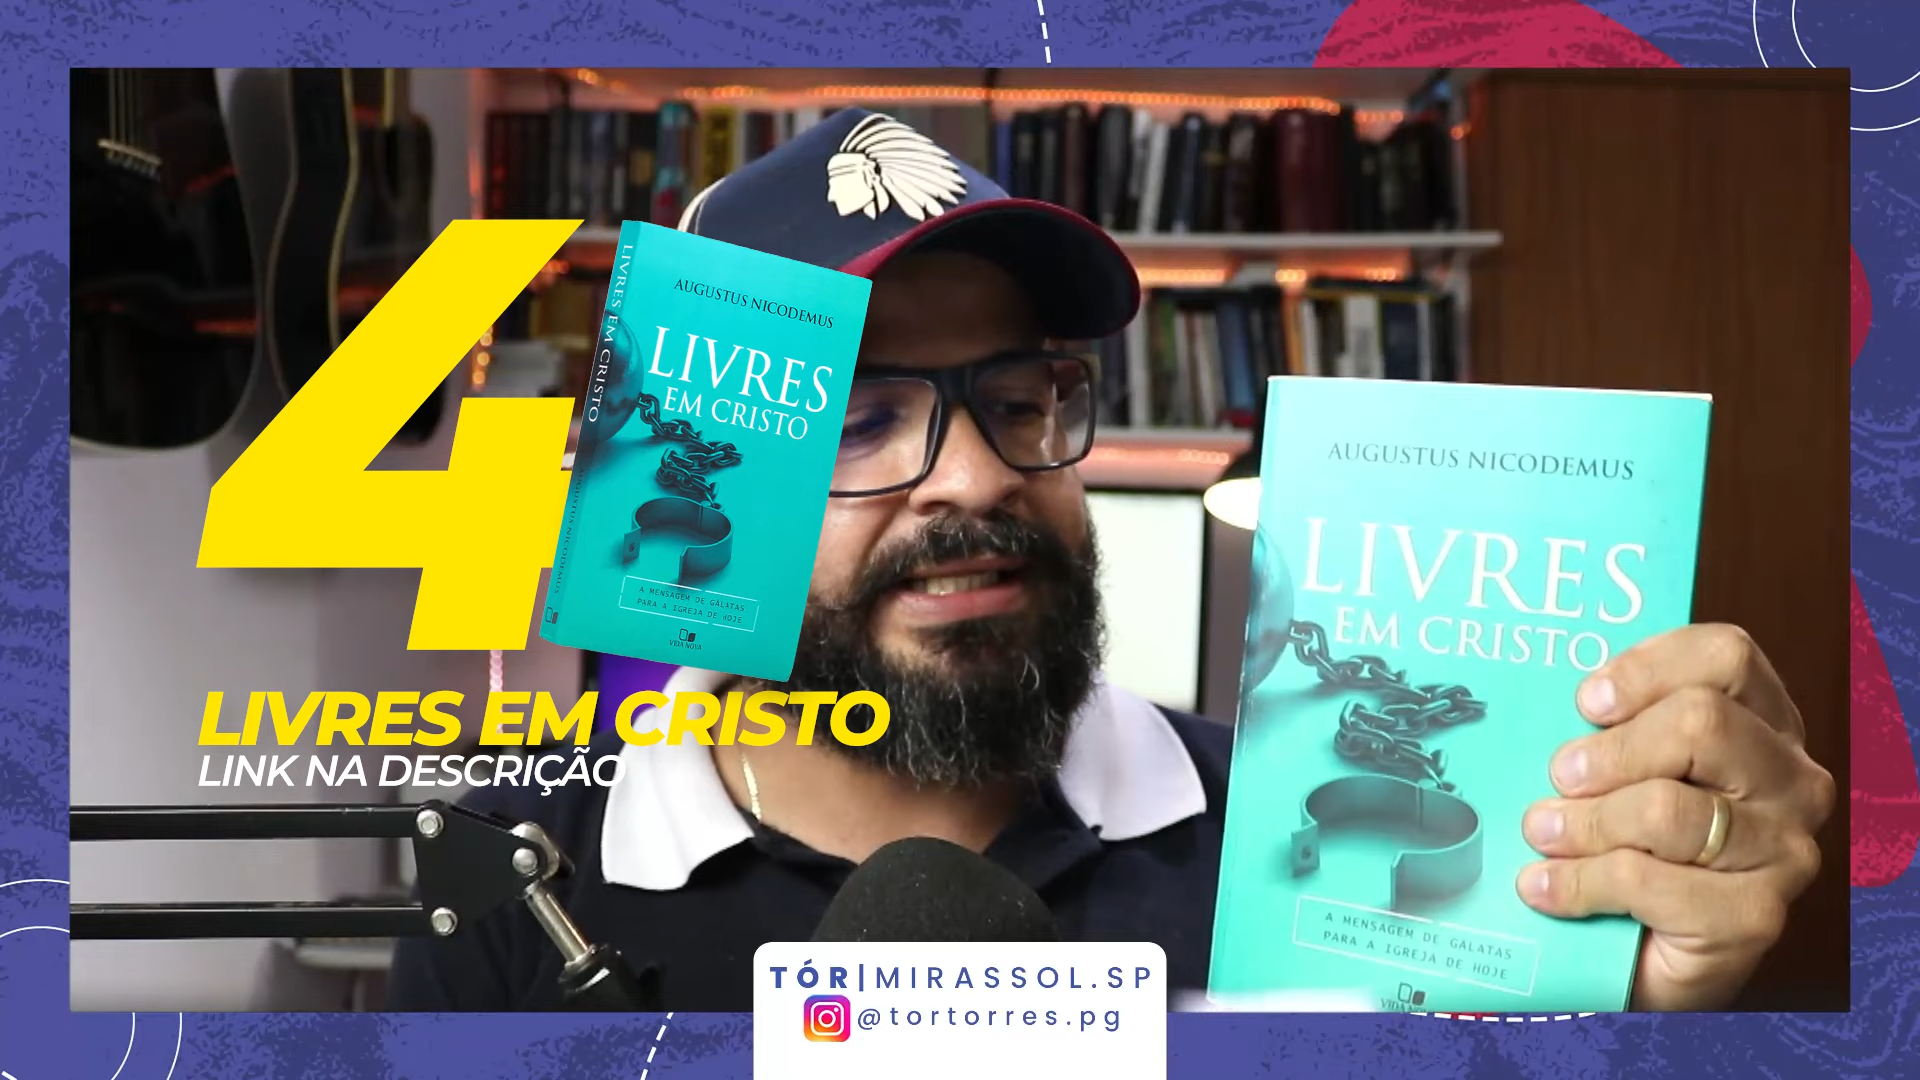 4
LIVRES EM CRISTO
LINK NA DESCRIÇÃO
LIVRES EM CRISTO
AUGUSTUS NICODEMUS
AUGUSTUS NICODEMUS
LIVRES
EM CRISTO
A MENSAGEM DE GÁLATAS
PARA A IGREJA DE HOJE
VIDA NOVA
AUGUSTUS NICODEMUS
LIVRES
EM CRISTO
A MENSAGEM DE GÁLATAS
PARA A IGREJA DE HOJE
TÓR|MIRASSOL.SP
@tortorres.pg